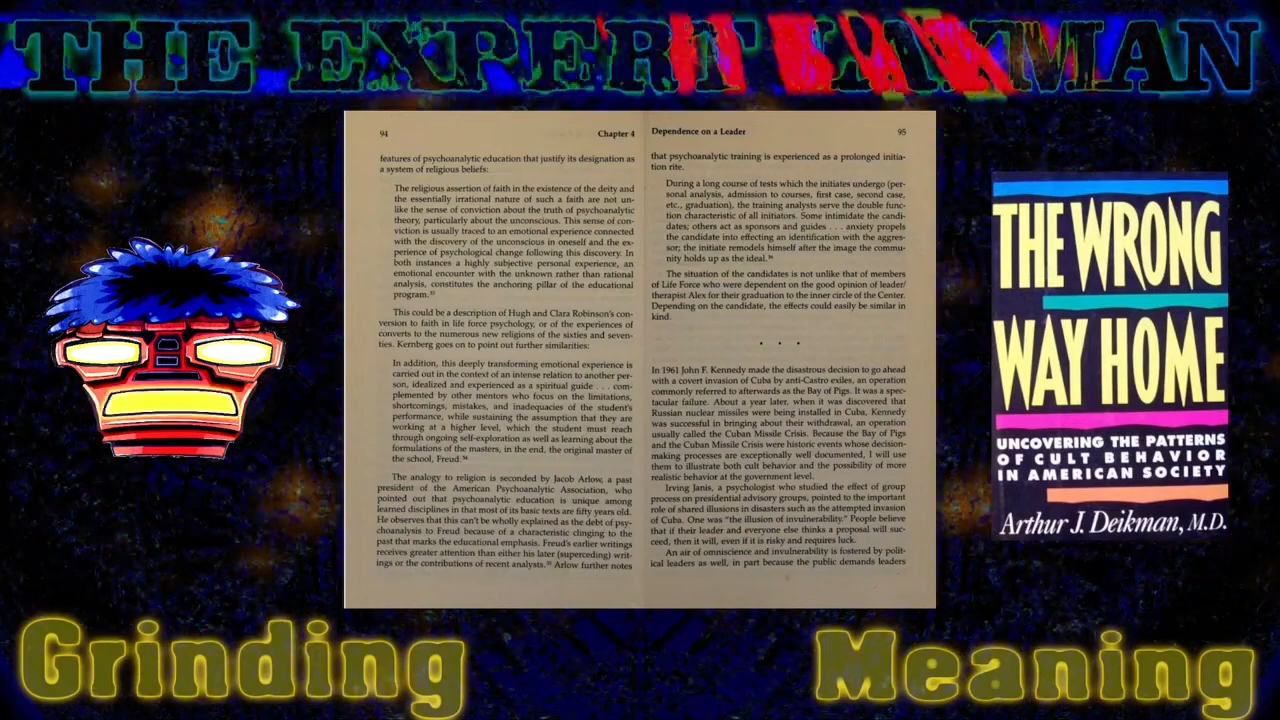 THE EXPERT LAYMAN
94 Chapter 4
features of psychoanalytic education that justify its designation as
a system of religious beliefs:
The religious assertion of faith in the existence of the deity and
the essentially irrational nature of such a faith are not un-
like the sense of conviction about the truth of psychoanalytic
theory, particularly about the unconscious. This sense of con-
viction is usually traced to an emotional experience connected
with the discovery of the unconscious in oneself and the ex-
perience of psychological change following this discovery. In
both instances a highly subjective personal experience, an
emotional encounter with the unknown rather than rational
analysis, constitutes the anchoring pillar of the educational
program.
This could be a description of Hugh and Clara Robinson's con-
version to faith in life force psychology, or of the experiences of
converts to the numerous new religions of the sixties and seven-
ties. Kernberg goes on to point out further similarities:
In addition, this deeply transforming emotional experience is
carried out in the context of an intense relation to another per-
son, idealized and experienced as a spiritual guide . . . com-
plemented by other mentors who focus on the limitations,
shortcomings, mistakes, and inadequacies of the student's
performance, while sustaining the assumption that they are
working at a higher level, which the student must reach
through ongoing self-exploration as well as learning about the
formulations of the masters, in the end, the original master of
the school, Freud.
The analogy to religion is seconded by Jacob Arlow, a past
president of the American Psychoanalytic Association, who
pointed out that psychoanalytic education is unique among
learned disciplines in that most of its basic texts are fifty years old.
He observes that this can't be wholly explained as the debt of psy-
choanalysis to Freud because of a characteristic clinging to the
past that marks the educational emphasis. Freud's earlier writings
receives greater attention than either his later (superceding) writ-
ings or the contributions of recent analysts. Arlow further notes
Dependence on a Leader 95
that psychoanalytic training is experienced as a prolonged initia-
tion rite.
During a long course of tests which the initiates undergo (per-
sonal analysis, admission to courses, first case, second case,
etc., graduation), the training analysts serve the double func-
tion characteristic of all initiators. Some intimidate the candi-
dates; others act as sponsors and guides . . . anxiety propels
the candidate into effecting an identification with the aggres-
sor; the initiate remodels himself after the image the commu-
nity holds up as the ideal.
The situation of the candidates is not unlike that of members
of Life Force who were dependent on the good opinion of leader/
therapist Alex for their graduation to the inner circle of the Center.
Depending on the candidate, the effects could easily be similar in
kind.
. . .
In 1961 John F. Kennedy made the disastrous decision to go ahead
with a covert invasion of Cuba by anti-Castro exiles, an operation
commonly referred to afterwards as the Bay of Pigs. It was a spec-
tacular failure. About a year later, when it was discovered that
Russian nuclear missiles were being installed in Cuba, Kennedy
was successful in bringing about their withdrawal, an operation
usually called the Cuban Missile Crisis. Because the Bay of Pigs
and the Cuban Missile Crisis were historic events whose decision-
making processes are exceptionally well documented, I will use
them to illustrate both cult behavior and the possibility of more
realistic behavior at the government level.
Irving Janis, a psychologist who studied the effect of group
process on presidential advisory groups, pointed to the important
role of shared illusions in disasters such as the attempted invasion
of Cuba. One was "the illusion of invulnerability." People believe
that if their leader and everyone else thinks a proposal will suc-
ceed, then it will, even if it is risky and requires luck.
An air of omniscience and invulnerability is fostered by polit-
ical leaders as well, in part because the public demands leaders
THE WRONG
WAY HOME
UNCOVERING THE PATTERNS
OF CULT BEHAVIOR
IN AMERICAN SOCIETY
Arthur J. Deikman, M.D.
Grinding Meaning